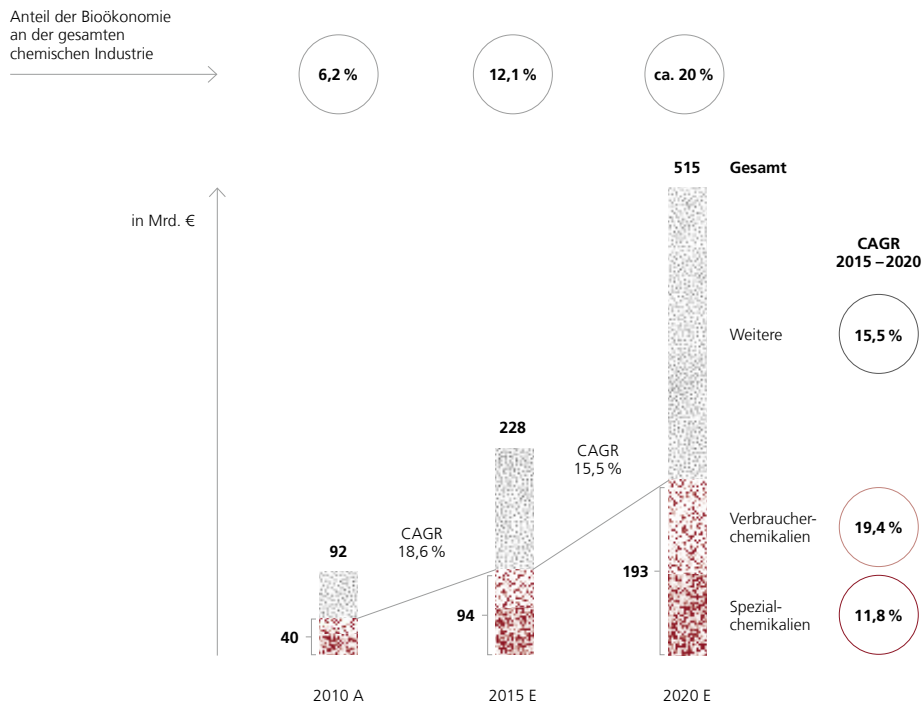 Anteil der Bioökonomie
an der gesamten
chemischen Industrie
6,2 %
12,1 %
ca. 20 %
515
Gesamt
in Mrd. €
CAGR
2015 – 2020
Weitere
15,5 %
228
CAGR
15,5 %
Verbraucher-
chemikalien
19,4 %
92
CAGR
18,6 %
193
Spezial-
chemikalien
11,8 %
40
94
2010 A
2015 E
2020 E